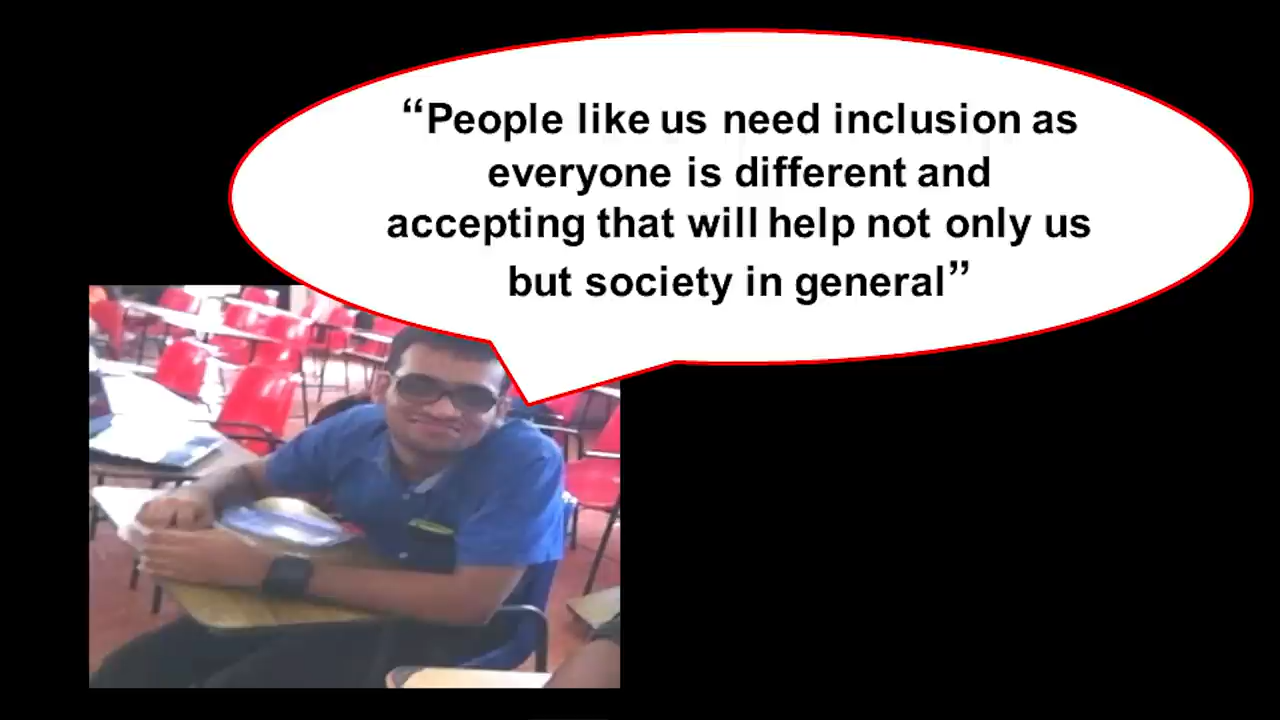 “People like us need inclusion as
everyone is different and
accepting that will help not only us
but society in general”